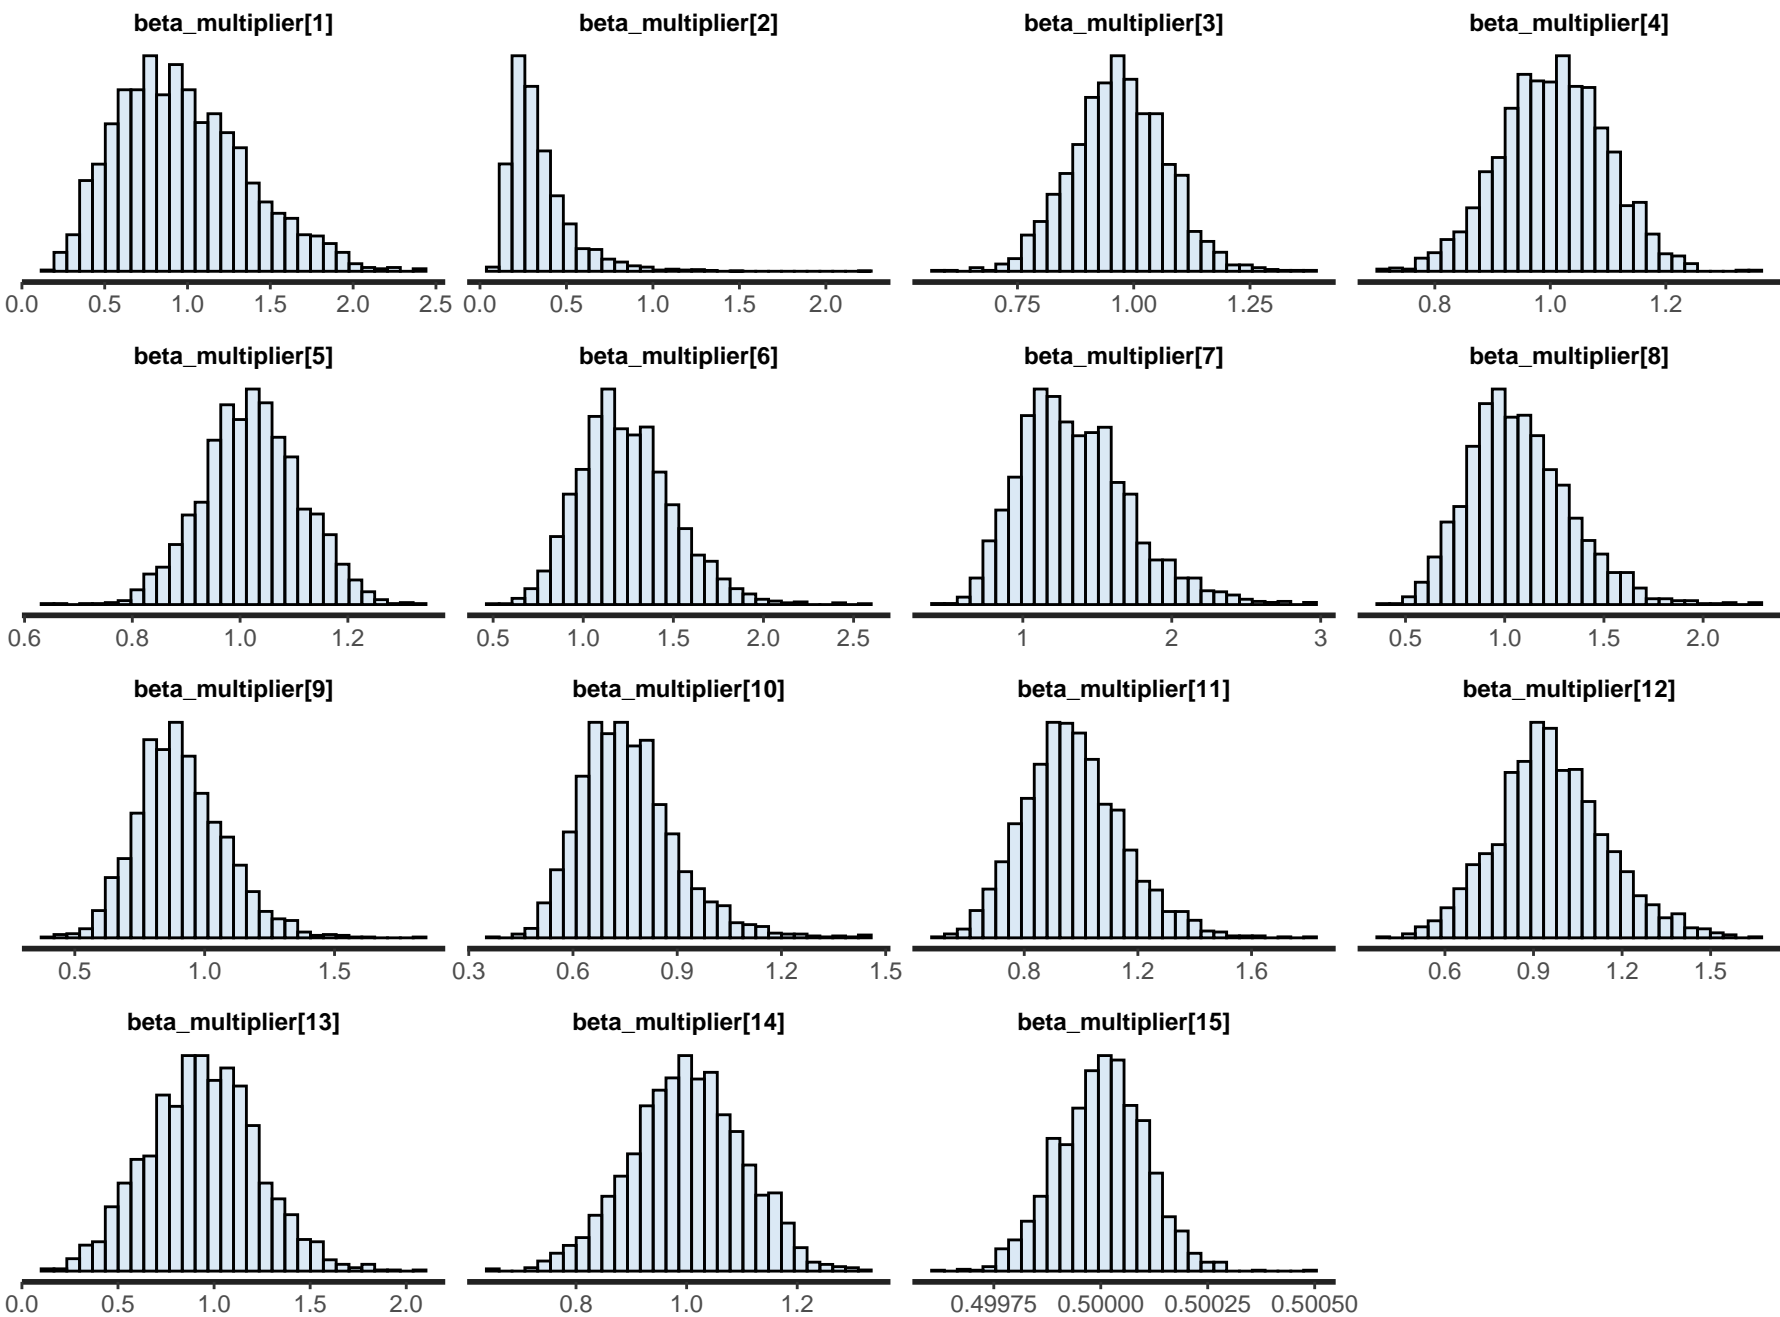 beta_multiplier[1] beta_multiplier[2] beta_multiplier[3] beta_multiplier[4]
0.0 0.5 1.0 1.5 2.0 2.5 0.0 0.5 1.0 1.5 2.0 0.75 1.00 1.25 0.8 1.0 1.2
beta_multiplier[5] beta_multiplier[6] beta_multiplier[7] beta_multiplier[8]
0.6 0.8 1.0 1.2 0.5 1.0 1.5 2.0 2.5 1 2 3 0.5 1.0 1.5 2.0
beta_multiplier[9] beta_multiplier[10] beta_multiplier[11] beta_multiplier[12]
0.5 1.0 1.5 0.3 0.6 0.9 1.2 1.5 0.8 1.2 1.6 0.6 0.9 1.2 1.5
beta_multiplier[13] beta_multiplier[14] beta_multiplier[15]
0.0 0.5 1.0 1.5 2.0 0.8 1.0 1.2 0.49975 0.50000 0.50025 0.50050